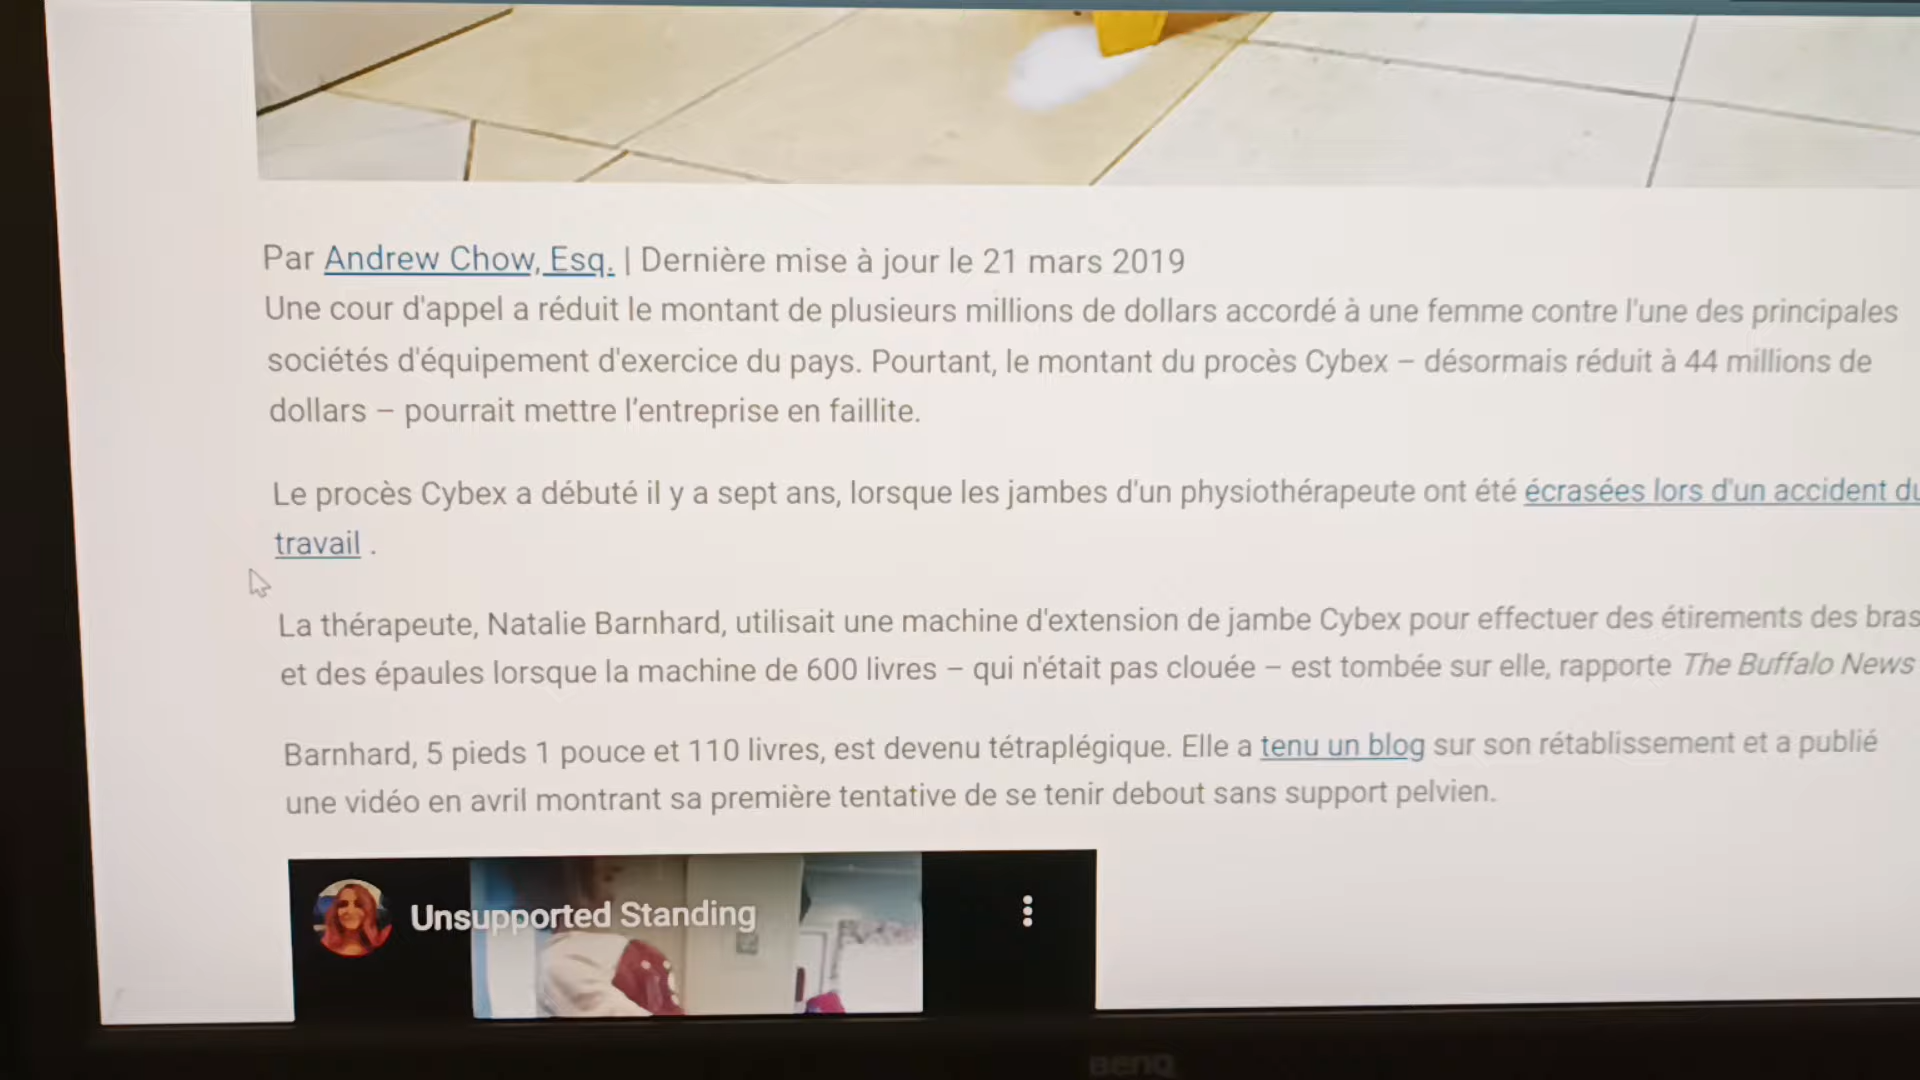 Par Andrew Chow, Esq. | Dernière mise à jour le 21 mars 2019
Une cour d'appel a réduit le montant de plusieurs millions de dollars accordé à une femme contre l'une des principales
sociétés d'équipement d'exercice du pays. Pourtant, le montant du procès Cybex – désormais réduit à 44 millions de
dollars – pourrait mettre l'entreprise en faillite.
Le procès Cybex a débuté il y a sept ans, lorsque les jambes d'un physiothérapeute ont été écrasées lors d'un accident du
travail .
La thérapeute, Natalie Barnhard, utilisait une machine d'extension de jambe Cybex pour effectuer des étirements des bras
et des épaules lorsque la machine de 600 livres – qui n'était pas clouée – est tombée sur elle, rapporte The Buffalo News
Barnhard, 5 pieds 1 pouce et 110 livres, est devenu tétraplégique. Elle a tenu un blog sur son rétablissement et a publié
une vidéo en avril montrant sa première tentative de se tenir debout sans support pelvien.
Unsupported Standing
BenQ